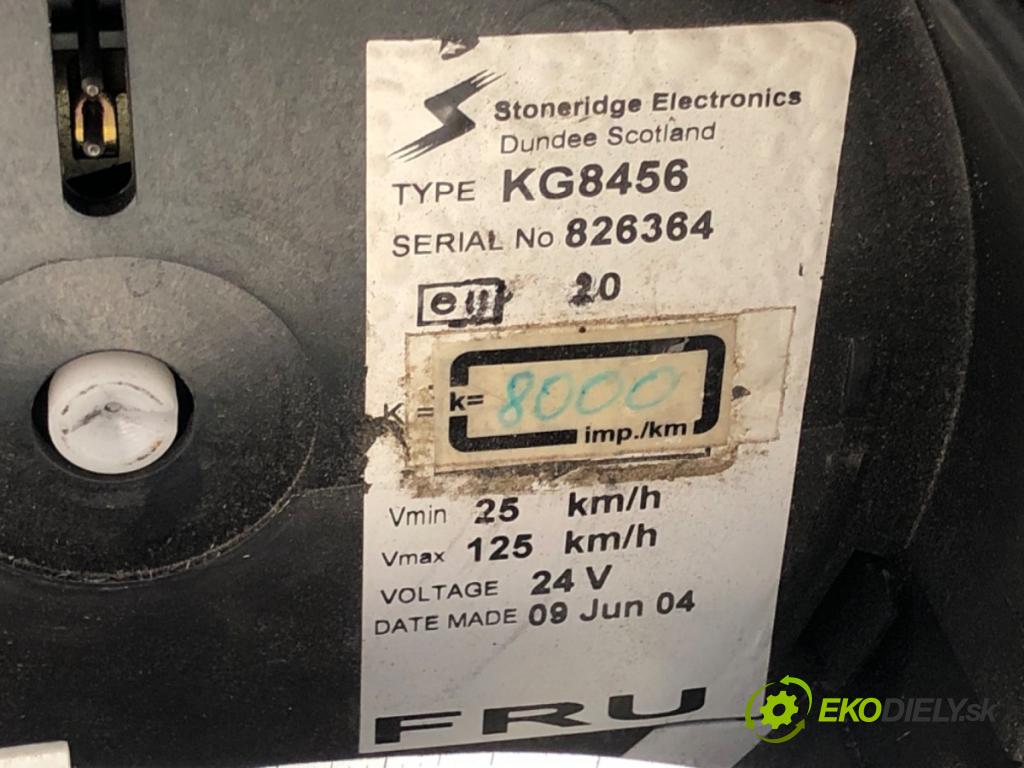 Stoneridge Electronics
Dundee Scotland
TYPE KG8456
SERIAL No 826364
e 20
K = k= 8000
imp./km
Vmin 25 km/h
Vmax 125 km/h
VOLTAGE 24 V
DATE MADE 09 Jun 04
FRU
EKODIELY.sk